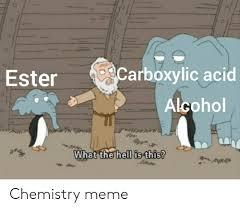 Ester
Carboxylic acid
Alcohol
What the hell is this?
Chemistry meme